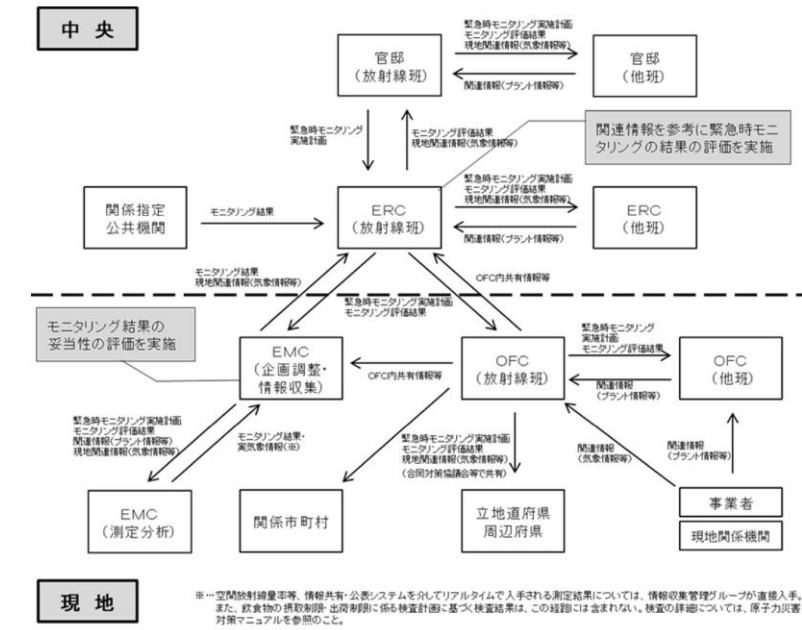 中 央
緊急時モニタリング実施計画
モニタリング評価結果
現地関連情報(気象情報等)
官邸
(放射線班)
官邸
(他班)
関連情報(プラント情報等)
緊急時モニタリング
実施計画
モニタリング評価結果
現地関連情報(気象情報等)
関連情報を参考に緊急時モニ
タリングの結果の評価を実施
緊急時モニタリング実施計画
モニタリング評価結果
現地関連情報(気象情報等)
関係指定
公共機関
モニタリング結果
ERC
(放射線班)
ERC
(他班)
関連情報(プラント情報等)
モニタリング結果
現地関連情報(気象情報等)
OFC内共有情報等
緊急時モニタリング実施計画
モニタリング評価結果
モニタリング結果の
妥当性の評価を実施
緊急時モニタリング
実施計画
モニタリング評価結果
EMC
(企画調整・
情報収集)
OFC内共有情報等
OFC
(放射線班)
OFC
(他班)
関連情報
(プラント情報等)
緊急時モニタリング実施計画
モニタリング評価結果
関連情報(プラント情報等)
現地関連情報(気象情報等)
モニタリング結果・
実気象情報(※)
緊急時モニタリング実施計画
モニタリング評価結果
現地関連情報(気象情報等)
(合同対策協議会等で共有)
関連情報
(気象情報等)
関連情報
(プラント情報等)
EMC
(測定分析)
関係市町村
立地道府県
周辺府県
事業者
現地関係機関
現 地
※…空間放射線量率等、情報共有・公表システムを介してリアルタイムで入手される測定結果については、情報収集管理グループが直接入手。
また、飲食物の摂取制限・出荷制限に係る検査計画に基づく検査結果は、この経路には含まれない。検査の詳細については、原子力災害
対策マニュアルを参照のこと。